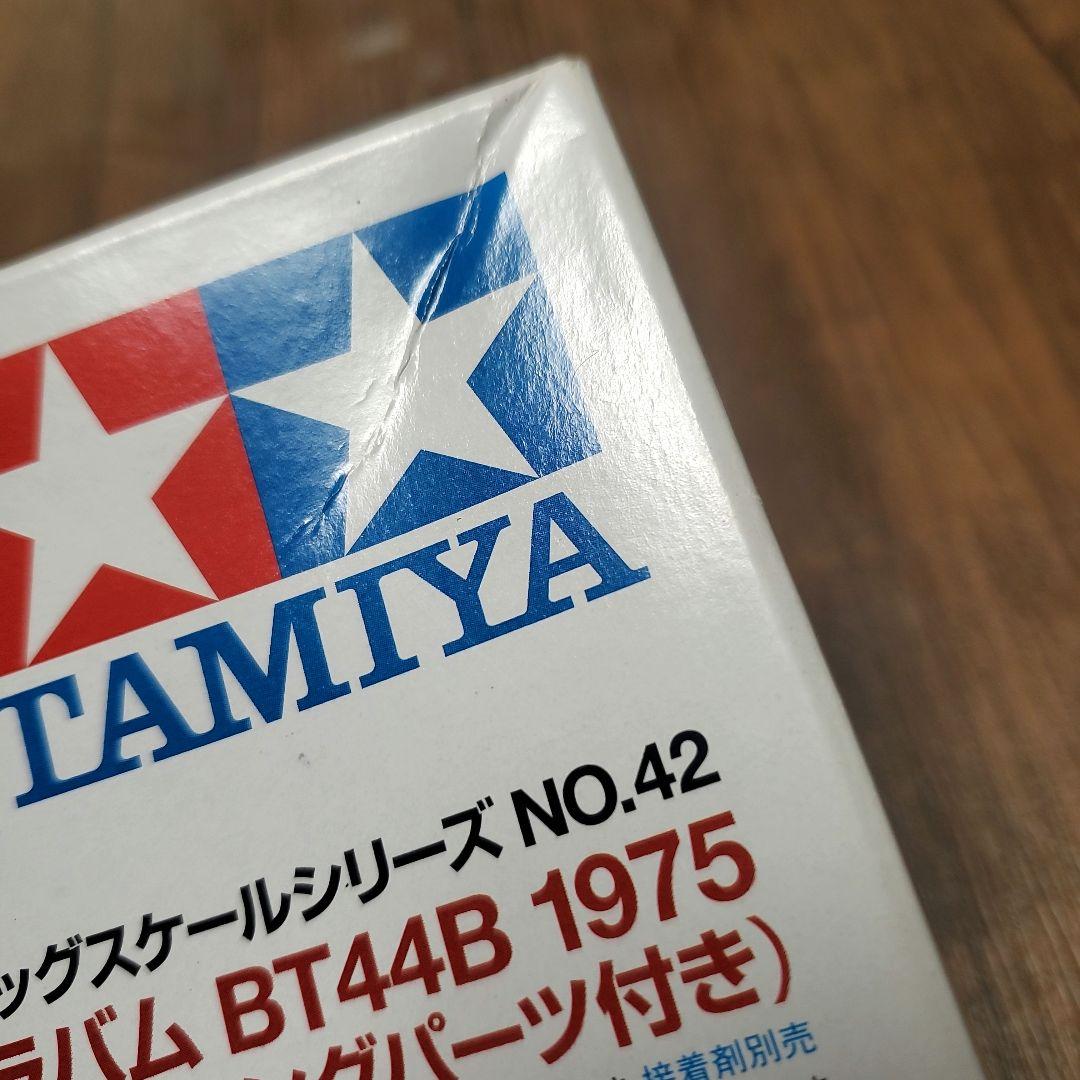 TAMIYA
ッグスケールシリーズ NO.42
ラバム BT44B 1975
ングパーツ付き)
接着剤別売